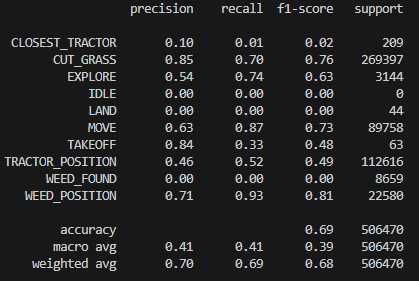 precision recall f1-score support
CLOSEST_TRACTOR 0.10 0.01 0.02 209
CUT_GRASS 0.85 0.70 0.76 269397
EXPLORE 0.54 0.74 0.63 3144
IDLE 0.00 0.00 0.00 0
LAND 0.00 0.00 0.00 44
MOVE 0.63 0.87 0.73 89758
TAKEOFF 0.84 0.33 0.48 63
TRACTOR_POSITION 0.46 0.52 0.49 112616
WEED_FOUND 0.00 0.00 0.00 8659
WEED_POSITION 0.71 0.93 0.81 22580
accuracy 0.69 506470
macro avg 0.41 0.41 0.39 506470
weighted avg 0.70 0.69 0.68 506470